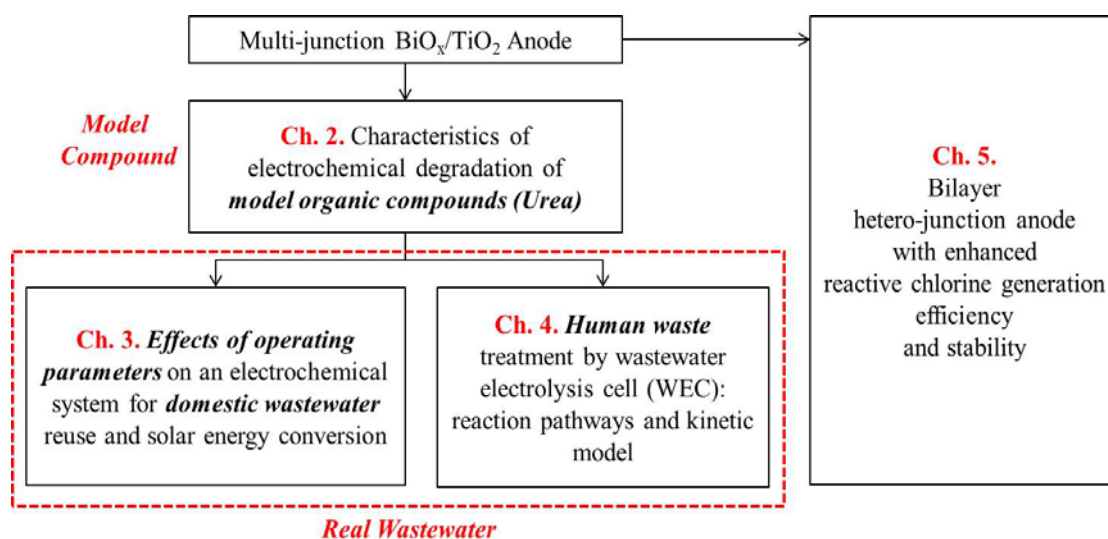 Multi-junction BiOₓ/TiO₂ Anode
Model
Compound
Ch. 2. Characteristics of
electrochemical degradation of
model organic compounds (Urea)
Ch. 3. Effects of operating
parameters on an electrochemical
system for domestic wastewater
reuse and solar energy conversion
Ch. 4. Human waste
treatment by wastewater
electrolysis cell (WEC):
reaction pathways and kinetic
model
Real Wastewater
Ch. 5.
Bilayer
hetero-junction anode
with enhanced
reactive chlorine generation
efficiency
and stability